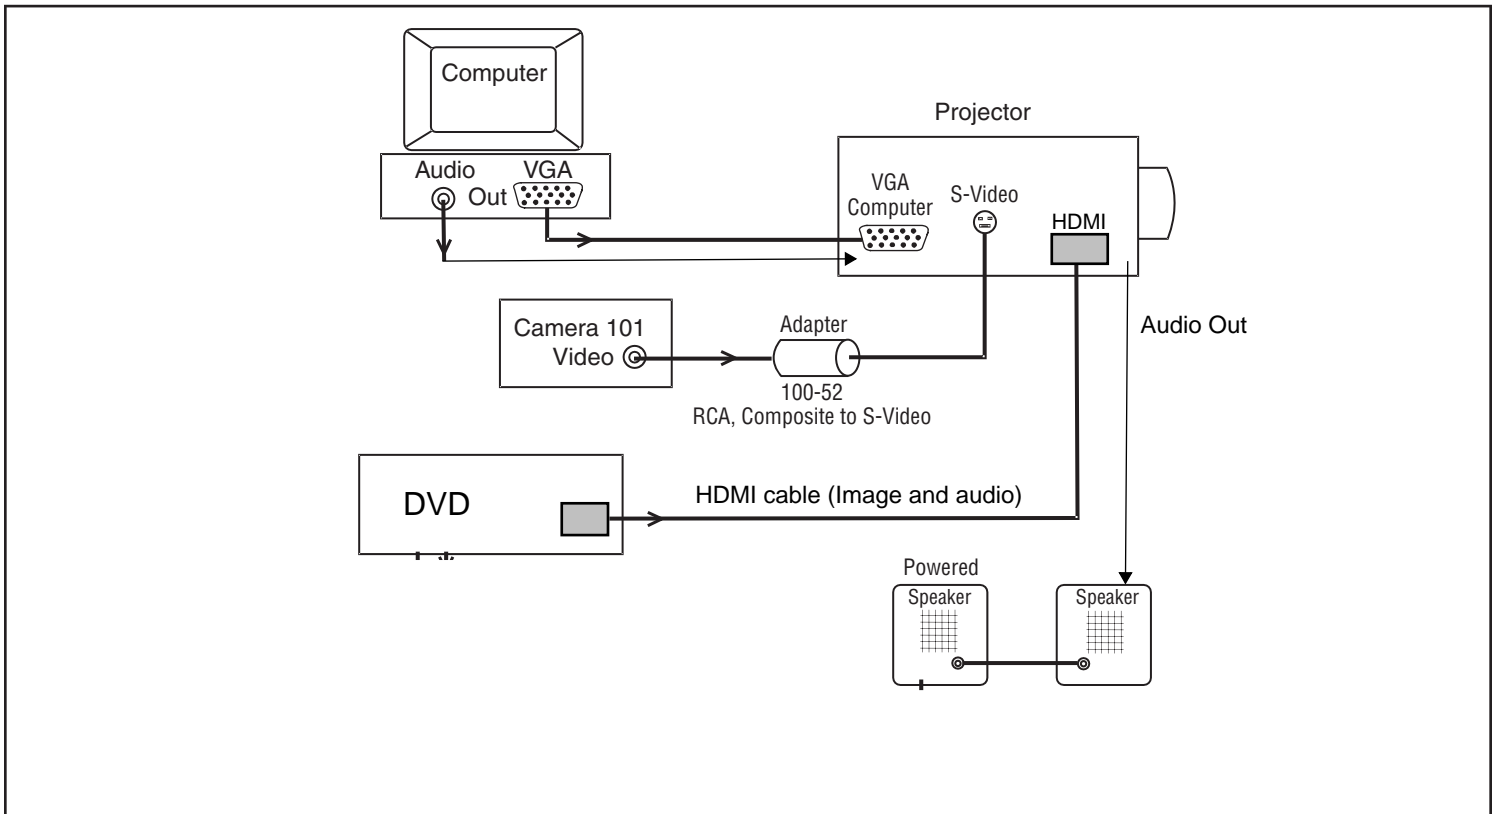 Computer
Audio
VGA
Out
Projector
VGA
Computer
S-Video
HDMI
Camera 101
Video
Adapter
100-52
RCA, Composite to S-Video
Audio Out
DVD
HDMI cable (Image and audio)
Powered
Speaker
Speaker